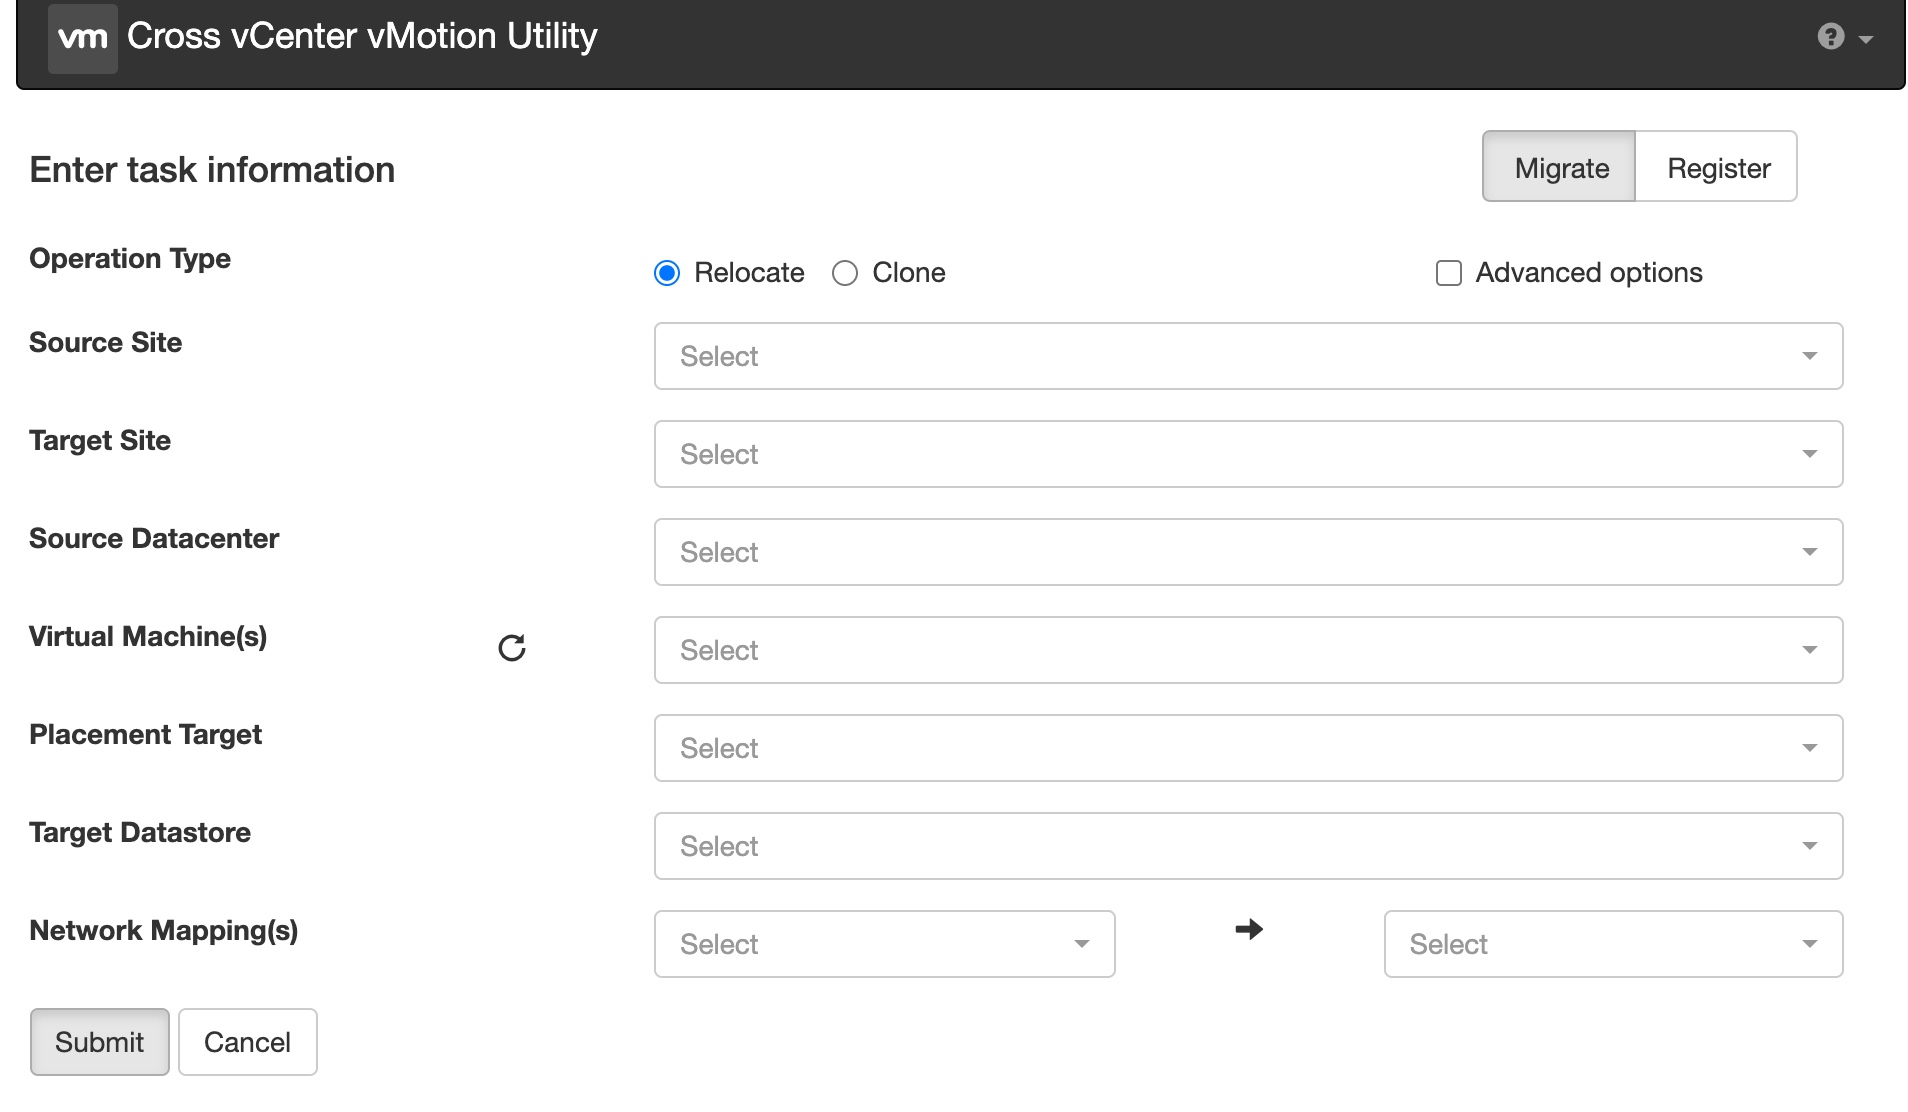 vm Cross vCenter vMotion Utility ?
Enter task information
Migrate Register
Operation Type
Relocate Clone Advanced options
Source Site
Select
Target Site
Select
Source Datacenter
Select
Virtual Machine(s)
Select
Placement Target
Select
Target Datastore
Select
Network Mapping(s)
Select Select
Submit Cancel